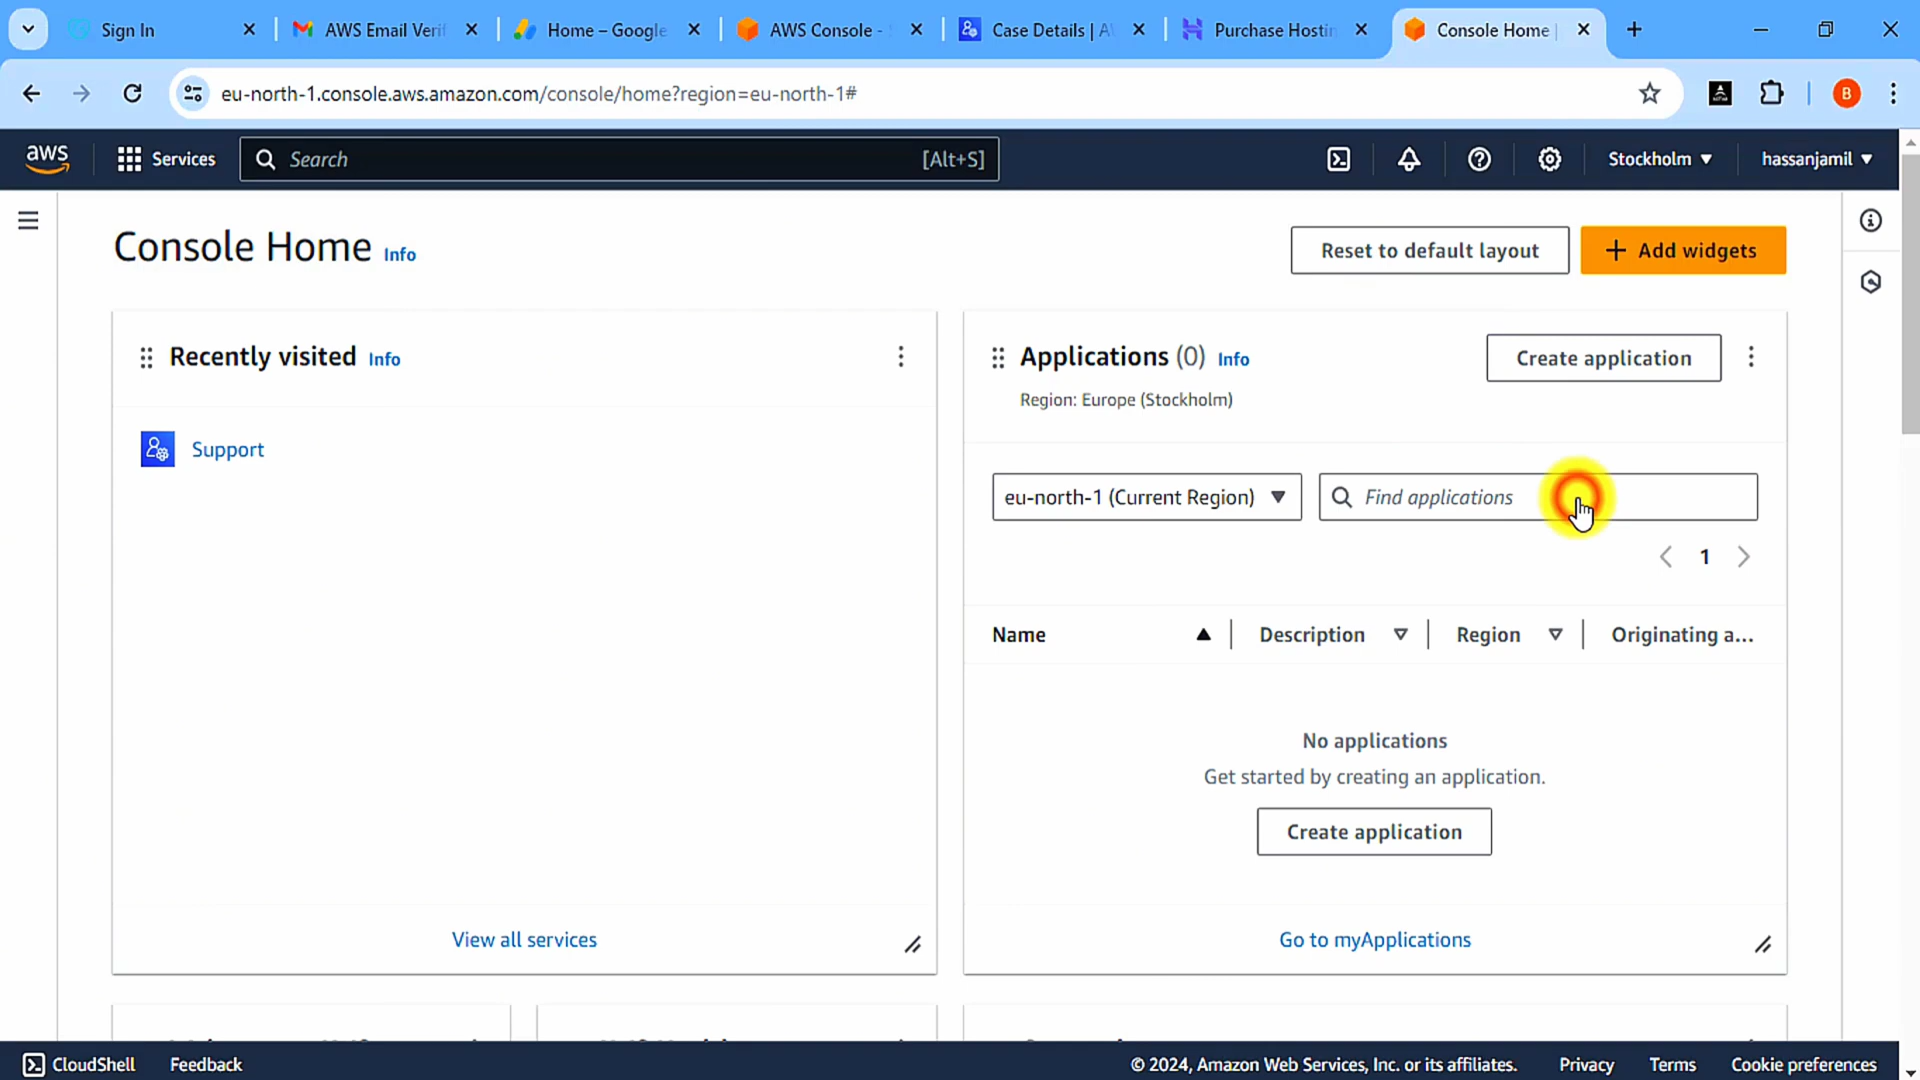 Sign In
AWS Email Verif
Home – Google
AWS Console -
Case Details | A
Purchase Hostin
Console Home |
eu-north-1.console.aws.amazon.com/console/home?region=eu-north-1#
B
aws
Services
Search
[Alt+S]
Stockholm ▼
hassanjamil ▼
Console Home Info
Reset to default layout
+ Add widgets
Recently visited Info
Applications (0) Info
Create application
Region: Europe (Stockholm)
Support
eu-north-1 (Current Region)
Find applications
1
Name
Description
Region
Originating a...
No applications
Get started by creating an application.
Create application
View all services
Go to myApplications
CloudShell
Feedback
© 2024, Amazon Web Services, Inc. or its affiliates.
Privacy
Terms
Cookie preferences